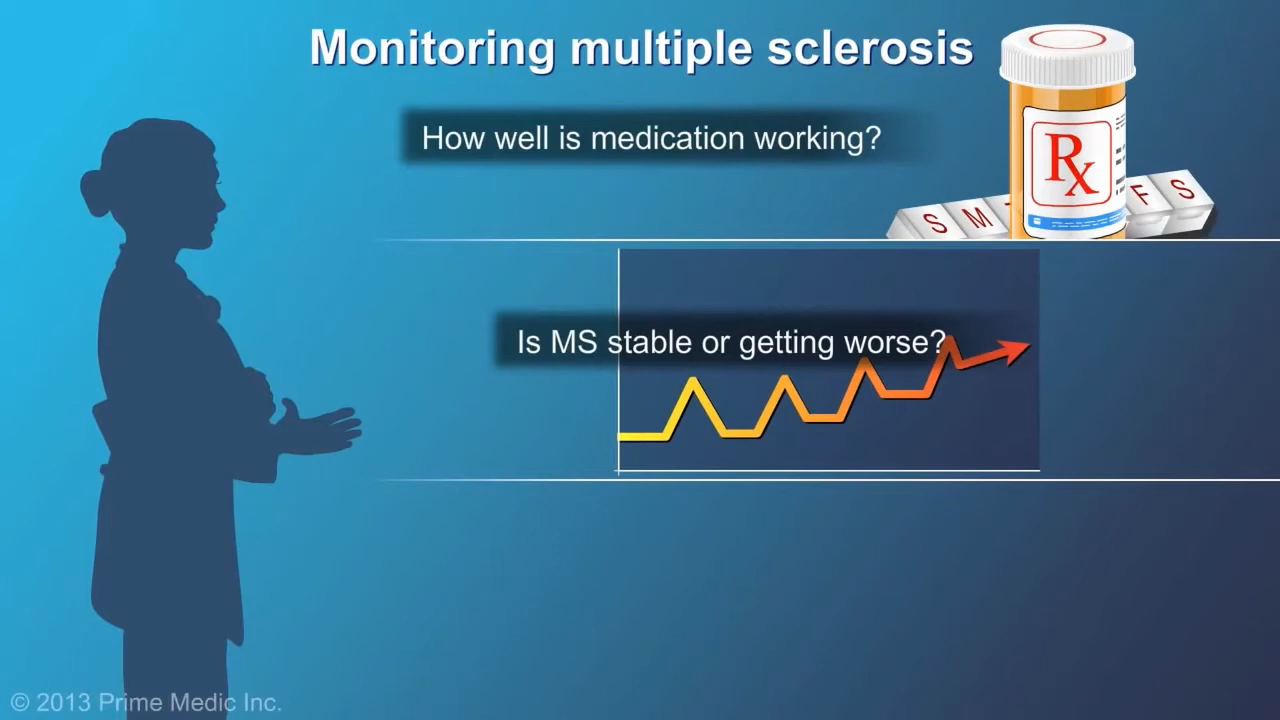 Monitoring multiple sclerosis
How well is medication working?
Rx
S M T F S
Is MS stable or getting worse?
© 2013 Prime Medic Inc.